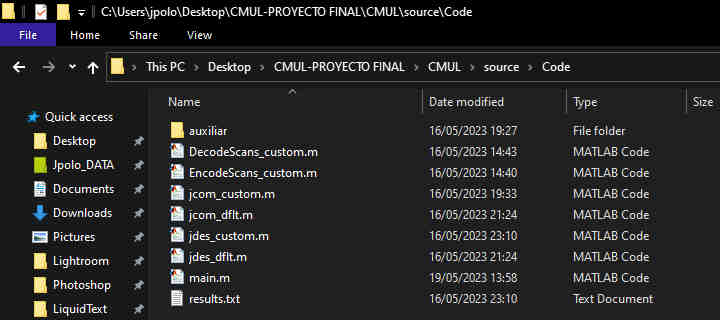 C:\Users\jpolo\Desktop\CMUL-PROYECTO FINAL\CMUL\source\Code
File Home Share View
This PC Desktop CMUL-PROYECTO FINAL CMUL source Code
Name Date modified Type Size
Quick access
Desktop
Jpolo_DATA
Documents
Downloads
Pictures
Lightroom
Photoshop
LiquidText
auxiliar 16/05/2023 19:27 File folder
DecodeScans_custom.m 16/05/2023 14:43 MATLAB Code
EncodeScans_custom.m 16/05/2023 14:40 MATLAB Code
jcom_custom.m 16/05/2023 19:33 MATLAB Code
jcom_dflt.m 16/05/2023 21:24 MATLAB Code
jdes_custom.m 16/05/2023 23:10 MATLAB Code
jdes_dflt.m 16/05/2023 21:24 MATLAB Code
main.m 19/05/2023 13:58 MATLAB Code
results.txt 16/05/2023 23:10 Text Document